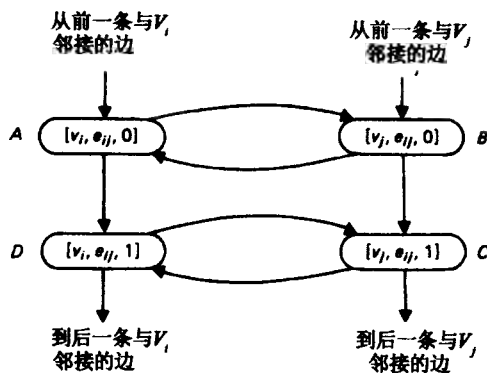 从前一条与V_i
邻接的边
从前一条与V_j
邻接的边
A
[v_i, e_ij, 0]
[v_j, e_ij, 0]
B
D
[v_i, e_ij, 1]
[v_j, e_ij, 1]
C
到后一条与V_i
邻接的边
到后一条与V_j
邻接的边